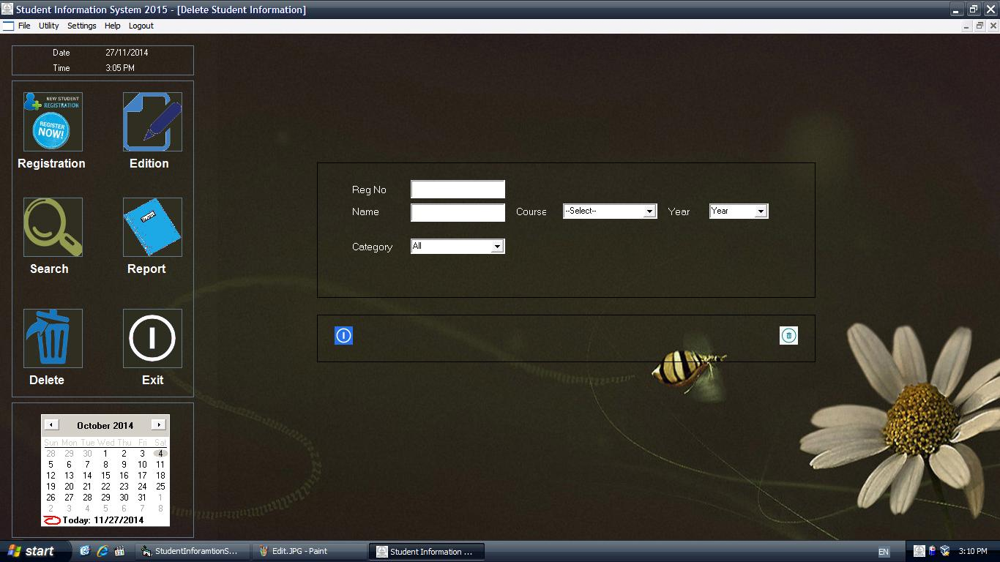 Student Information System 2015 - [Delete Student Information]
File Utility Settings Help Logout
Date 27/11/2014
Time 3:05 PM
NEW STUDENT
REGISTRATION
REGISTER
NOW!
Registration Edition
Search Report
Delete Exit
Reg No
Name Course --Select-- Year Year
Category All
October 2014
Sun Mon Tue Wed Thu Fri Sat
28 29 30 1 2 3 4
5 6 7 8 9 10 11
12 13 14 15 16 17 18
19 20 21 22 23 24 25
26 27 28 29 30 31 1
2 3 4 5 6 7 8
Today: 11/27/2014
start StudentInforamtionS... Edit.JPG - Paint Student Information ... EN 3:10 PM